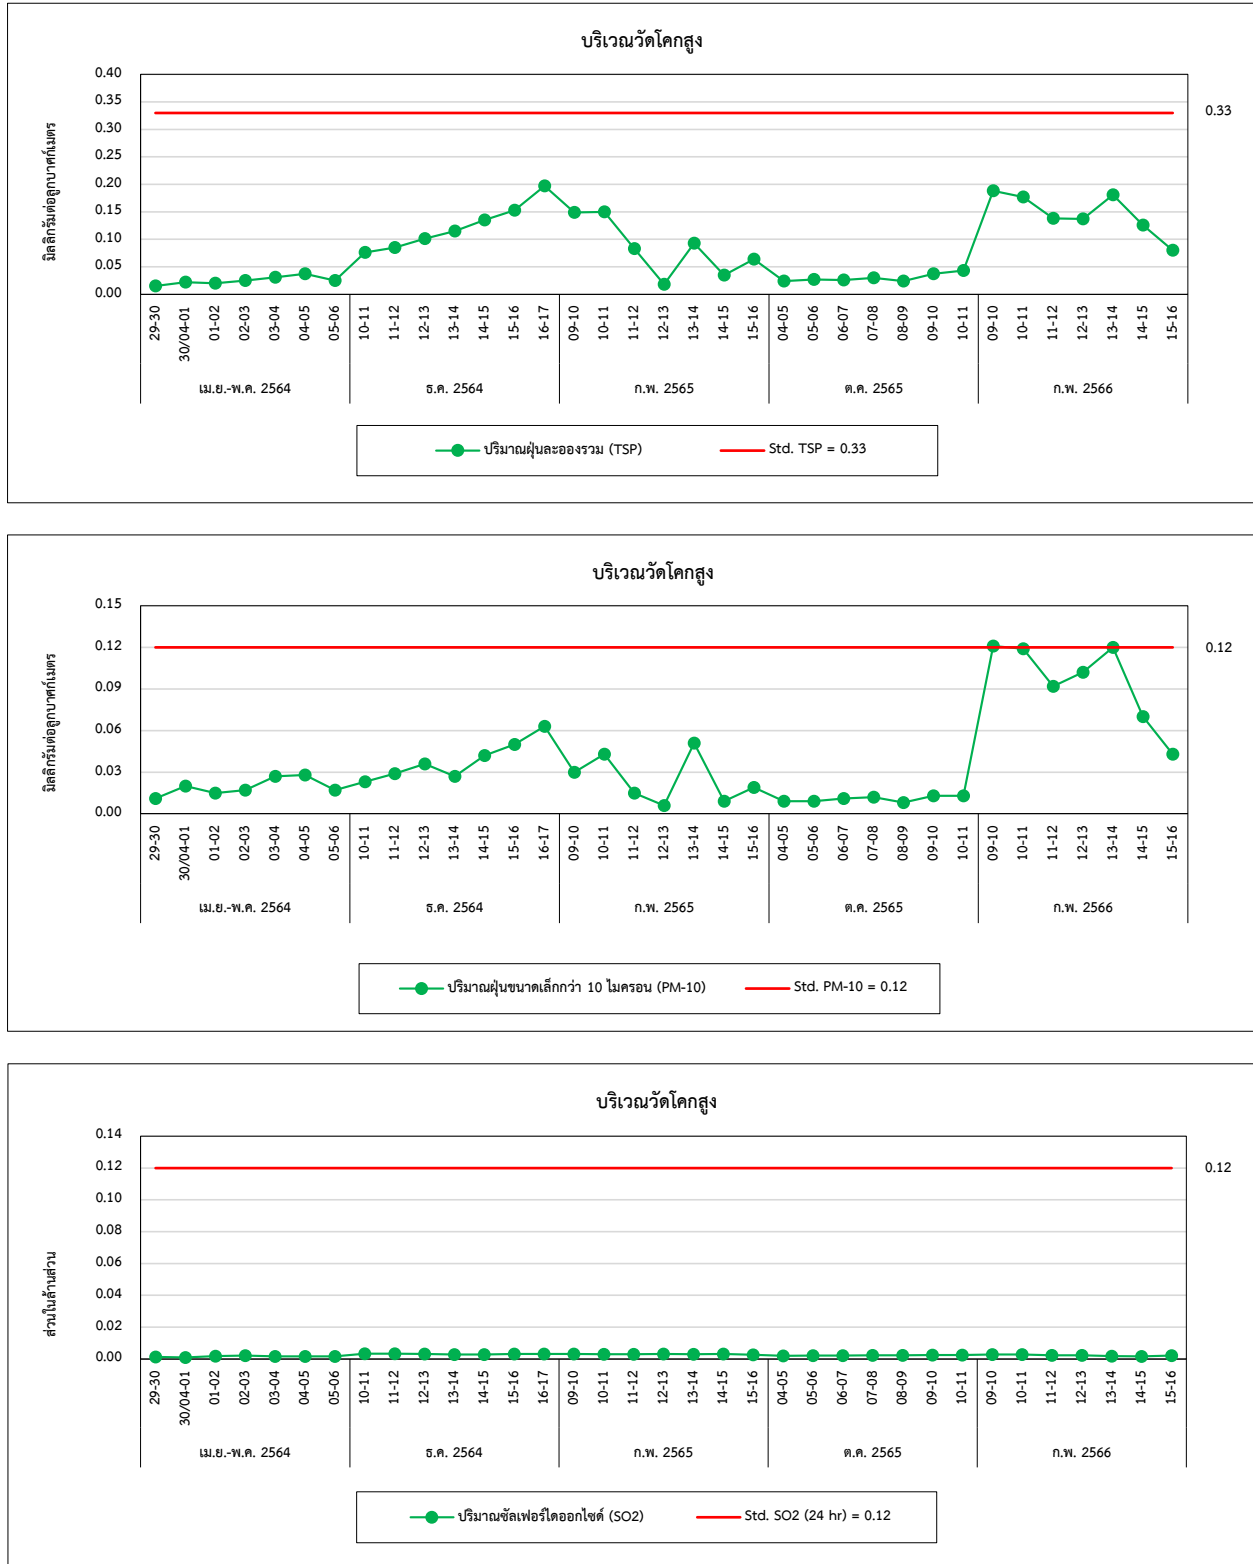 บริเวณวัดโคกสูง
มิลลิกรัมต่อลูกบาศก์เมตร
0.40
0.35
0.30
0.25
0.20
0.15
0.10
0.05
0.00
0.33
29-30 30/04-01 01-02 02-03 03-04 04-05 05-06 10-11 11-12 12-13 13-14 14-15 15-16 16-17 09-10 10-11 11-12 12-13 13-14 14-15 15-16 04-05 05-06 06-07 07-08 08-09 09-10 10-11 09-10 10-11 11-12 12-13 13-14 14-15 15-16
เม.ย.-พ.ค. 2564 ธ.ค. 2564 ก.พ. 2565 ต.ค. 2565 ก.พ. 2566
ปริมาณฝุ่นละอองรวม (TSP) Std. TSP = 0.33
บริเวณวัดโคกสูง
มิลลิกรัมต่อลูกบาศก์เมตร
0.15
0.12
0.09
0.06
0.03
0.00
0.12
29-30 30/04-01 01-02 02-03 03-04 04-05 05-06 10-11 11-12 12-13 13-14 14-15 15-16 16-17 09-10 10-11 11-12 12-13 13-14 14-15 15-16 04-05 05-06 06-07 07-08 08-09 09-10 10-11 09-10 10-11 11-12 12-13 13-14 14-15 15-16
เม.ย.-พ.ค. 2564 ธ.ค. 2564 ก.พ. 2565 ต.ค. 2565 ก.พ. 2566
ปริมาณฝุ่นขนาดเล็กกว่า 10 ไมครอน (PM-10) Std. PM-10 = 0.12
บริเวณวัดโคกสูง
ส่วนในล้านส่วน
0.14
0.12
0.10
0.08
0.06
0.04
0.02
0.00
0.12
29-30 30/04-01 01-02 02-03 03-04 04-05 05-06 10-11 11-12 12-13 13-14 14-15 15-16 16-17 09-10 10-11 11-12 12-13 13-14 14-15 15-16 04-05 05-06 06-07 07-08 08-09 09-10 10-11 09-10 10-11 11-12 12-13 13-14 14-15 15-16
เม.ย.-พ.ค. 2564 ธ.ค. 2564 ก.พ. 2565 ต.ค. 2565 ก.พ. 2566
ปริมาณซัลเฟอร์ไดออกไซด์ (SO2) Std. SO2 (24 hr) = 0.12